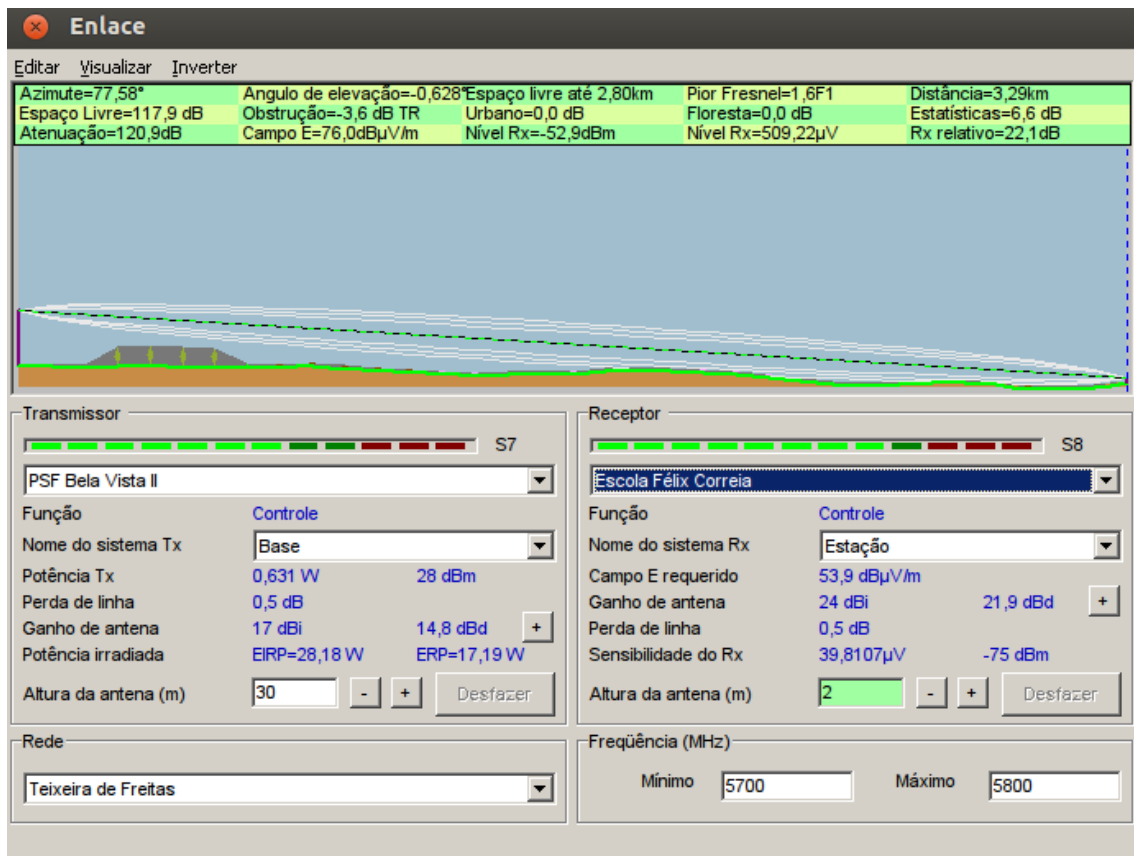 Enlace
Editar Visualizar Inverter
Azimute=77,58° Angulo de elevação=-0,628° Espaço livre até 2,80km Pior Fresnel=1,6F1 Distância=3,29km
Espaço Livre=117,9 dB Obstrução=-3,6 dB TR Urbano=0,0 dB Floresta=0,0 dB Estatísticas=6,6 dB
Atenuação=120,9dB Campo E=76,0dBµV/m Nível Rx=-52,9dBm Nível Rx=509,22µV Rx relativo=22,1dB
Transmissor
S7
PSF Bela Vista II
Função Controle
Nome do sistema Tx Base
Potência Tx 0,631 W 28 dBm
Perda de linha 0,5 dB
Ganho de antena 17 dBi 14,8 dBd +
Potência irradiada EIRP=28,18 W ERP=17,19 W
Altura da antena (m) 30 - + Desfazer
Receptor
S8
Escola Félix Correia
Função Controle
Nome do sistema Rx Estação
Campo E requerido 53,9 dBµV/m
Ganho de antena 24 dBi 21,9 dBd +
Perda de linha 0,5 dB
Sensibilidade do Rx 39,8107µV -75 dBm
Altura da antena (m) 2 - + Desfazer
Rede
Teixeira de Freitas
Freqüência (MHz)
Mínimo 5700 Máximo 5800